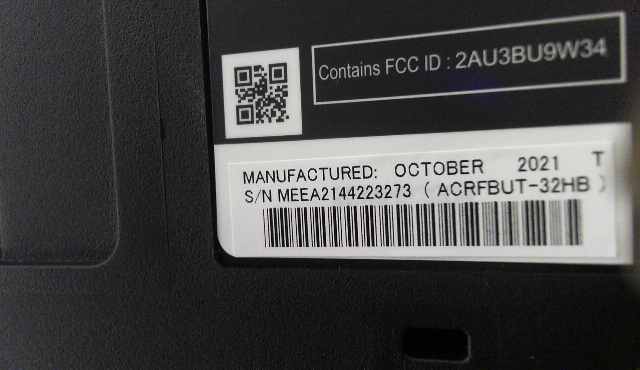 Contains FCC ID : 2AU3BU9W34
MANUFACTURED: OCTOBER 2021 T
S/N MEEA2144223273 ( ACRFBUT-32HB )